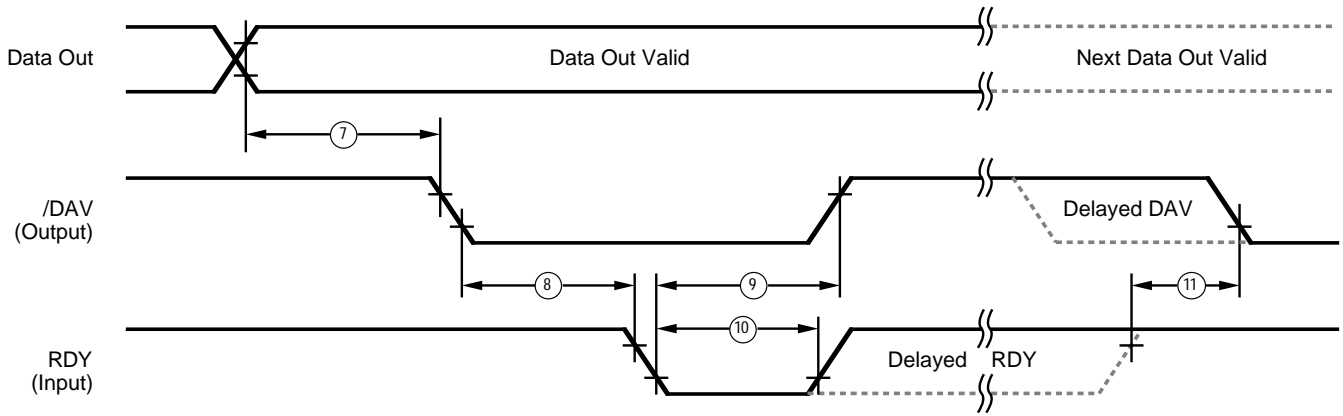 Data Out
Data Out Valid
Next Data Out Valid
7
/DAV
(Output)
Delayed DAV
8
9
11
10
RDY
(Input)
Delayed RDY